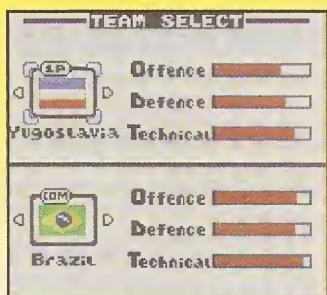 TEAM SELECT
1P
Offence
Defence
Yugoslavia Technical
COM
Offence
Defence
Brazil Technical